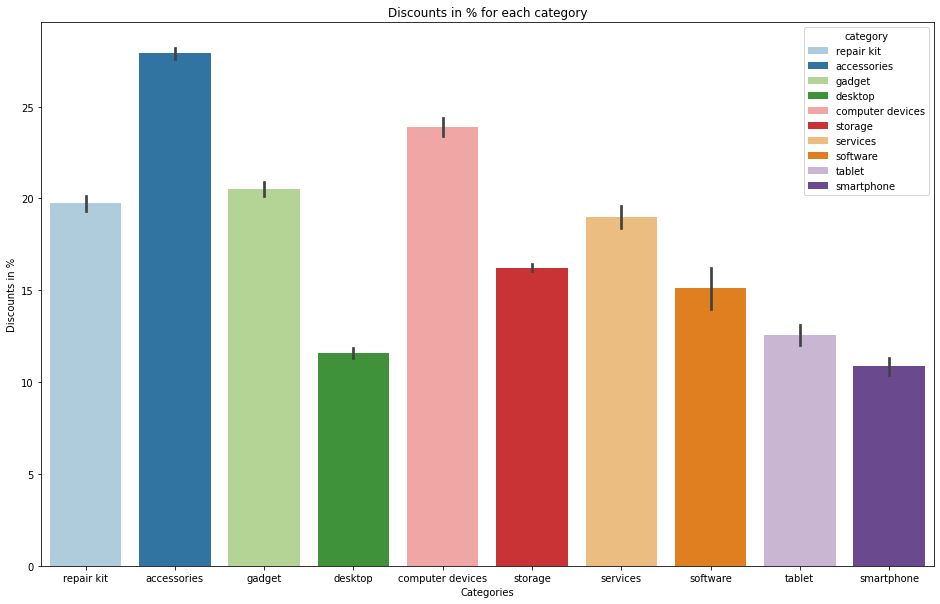 Discounts in % for each category
category
repair kit
accessories
gadget
desktop
computer devices
storage
services
software
tablet
smartphone
Discounts in %
25
20
15
10
5
0
repair kit accessories gadget desktop computer devices storage services software tablet smartphone
Categories